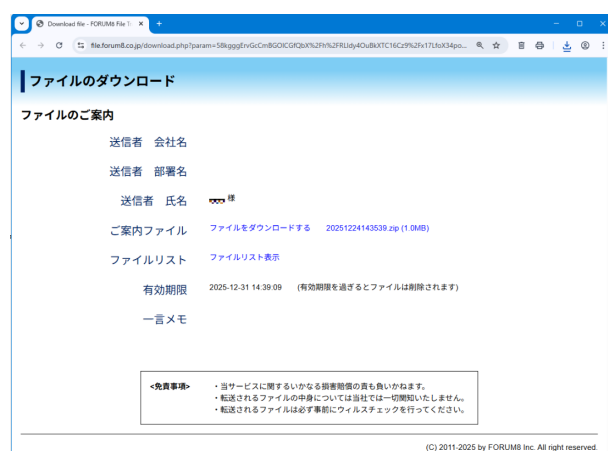 Download file - FORUM8 File Tr
file.forum8.co.jp/download.php?
ファイルのダウンロード
ファイルのご案内
送信者 会社名
送信者 部署名
送信者 氏名 様
ご案内ファイル ファイルをダウンロードする 20251224143539.zip (1.0MB)
ファイルリスト ファイルリスト表示
有効期限 2025-12-31 14:39:09 (有効期限を過ぎるとファイルは削除されます)
一言メモ
<免責事項> ・当サービスに関するいかなる損害賠償の責も負いかねます。
・転送されるファイルの中身については当社では一切関知いたしません。
・転送されるファイルは必ず事前にウィルスチェックを行ってください。
(C) 2011-2025 by FORUM8 Inc. All right reserved.